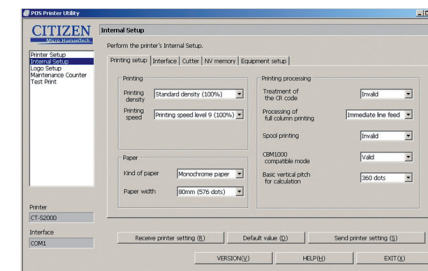 POS Printer Utility
CITIZEN
Micro HumanTech
Internal Setup
Perform the printer's Internal Setup.
Printer Setup
Internal Setup
Logo Setup
Maintenance Counter
Test Print
Printing setup Interface Cutter NV memory Equipment setup
Printing
Printing density Standard density (100%)
Printing speed Printing speed level 9 (100%)
Paper
Kind of paper Monochrome paper
Paper width 80mm (576 dots)
Printing processing
Treatment of the CR code Invalid
Processing of full column printing Immediate line feed
Spool printing Invalid
CBM1000 compatible mode Valid
Basic vertical pitch for calculation 360 dots
Printer
CT-S2000
Interface
COM1
Receive printer setting (R) Default value (D) Send printer setting (S)
VERSION(V) HELP(H) EXIT(X)